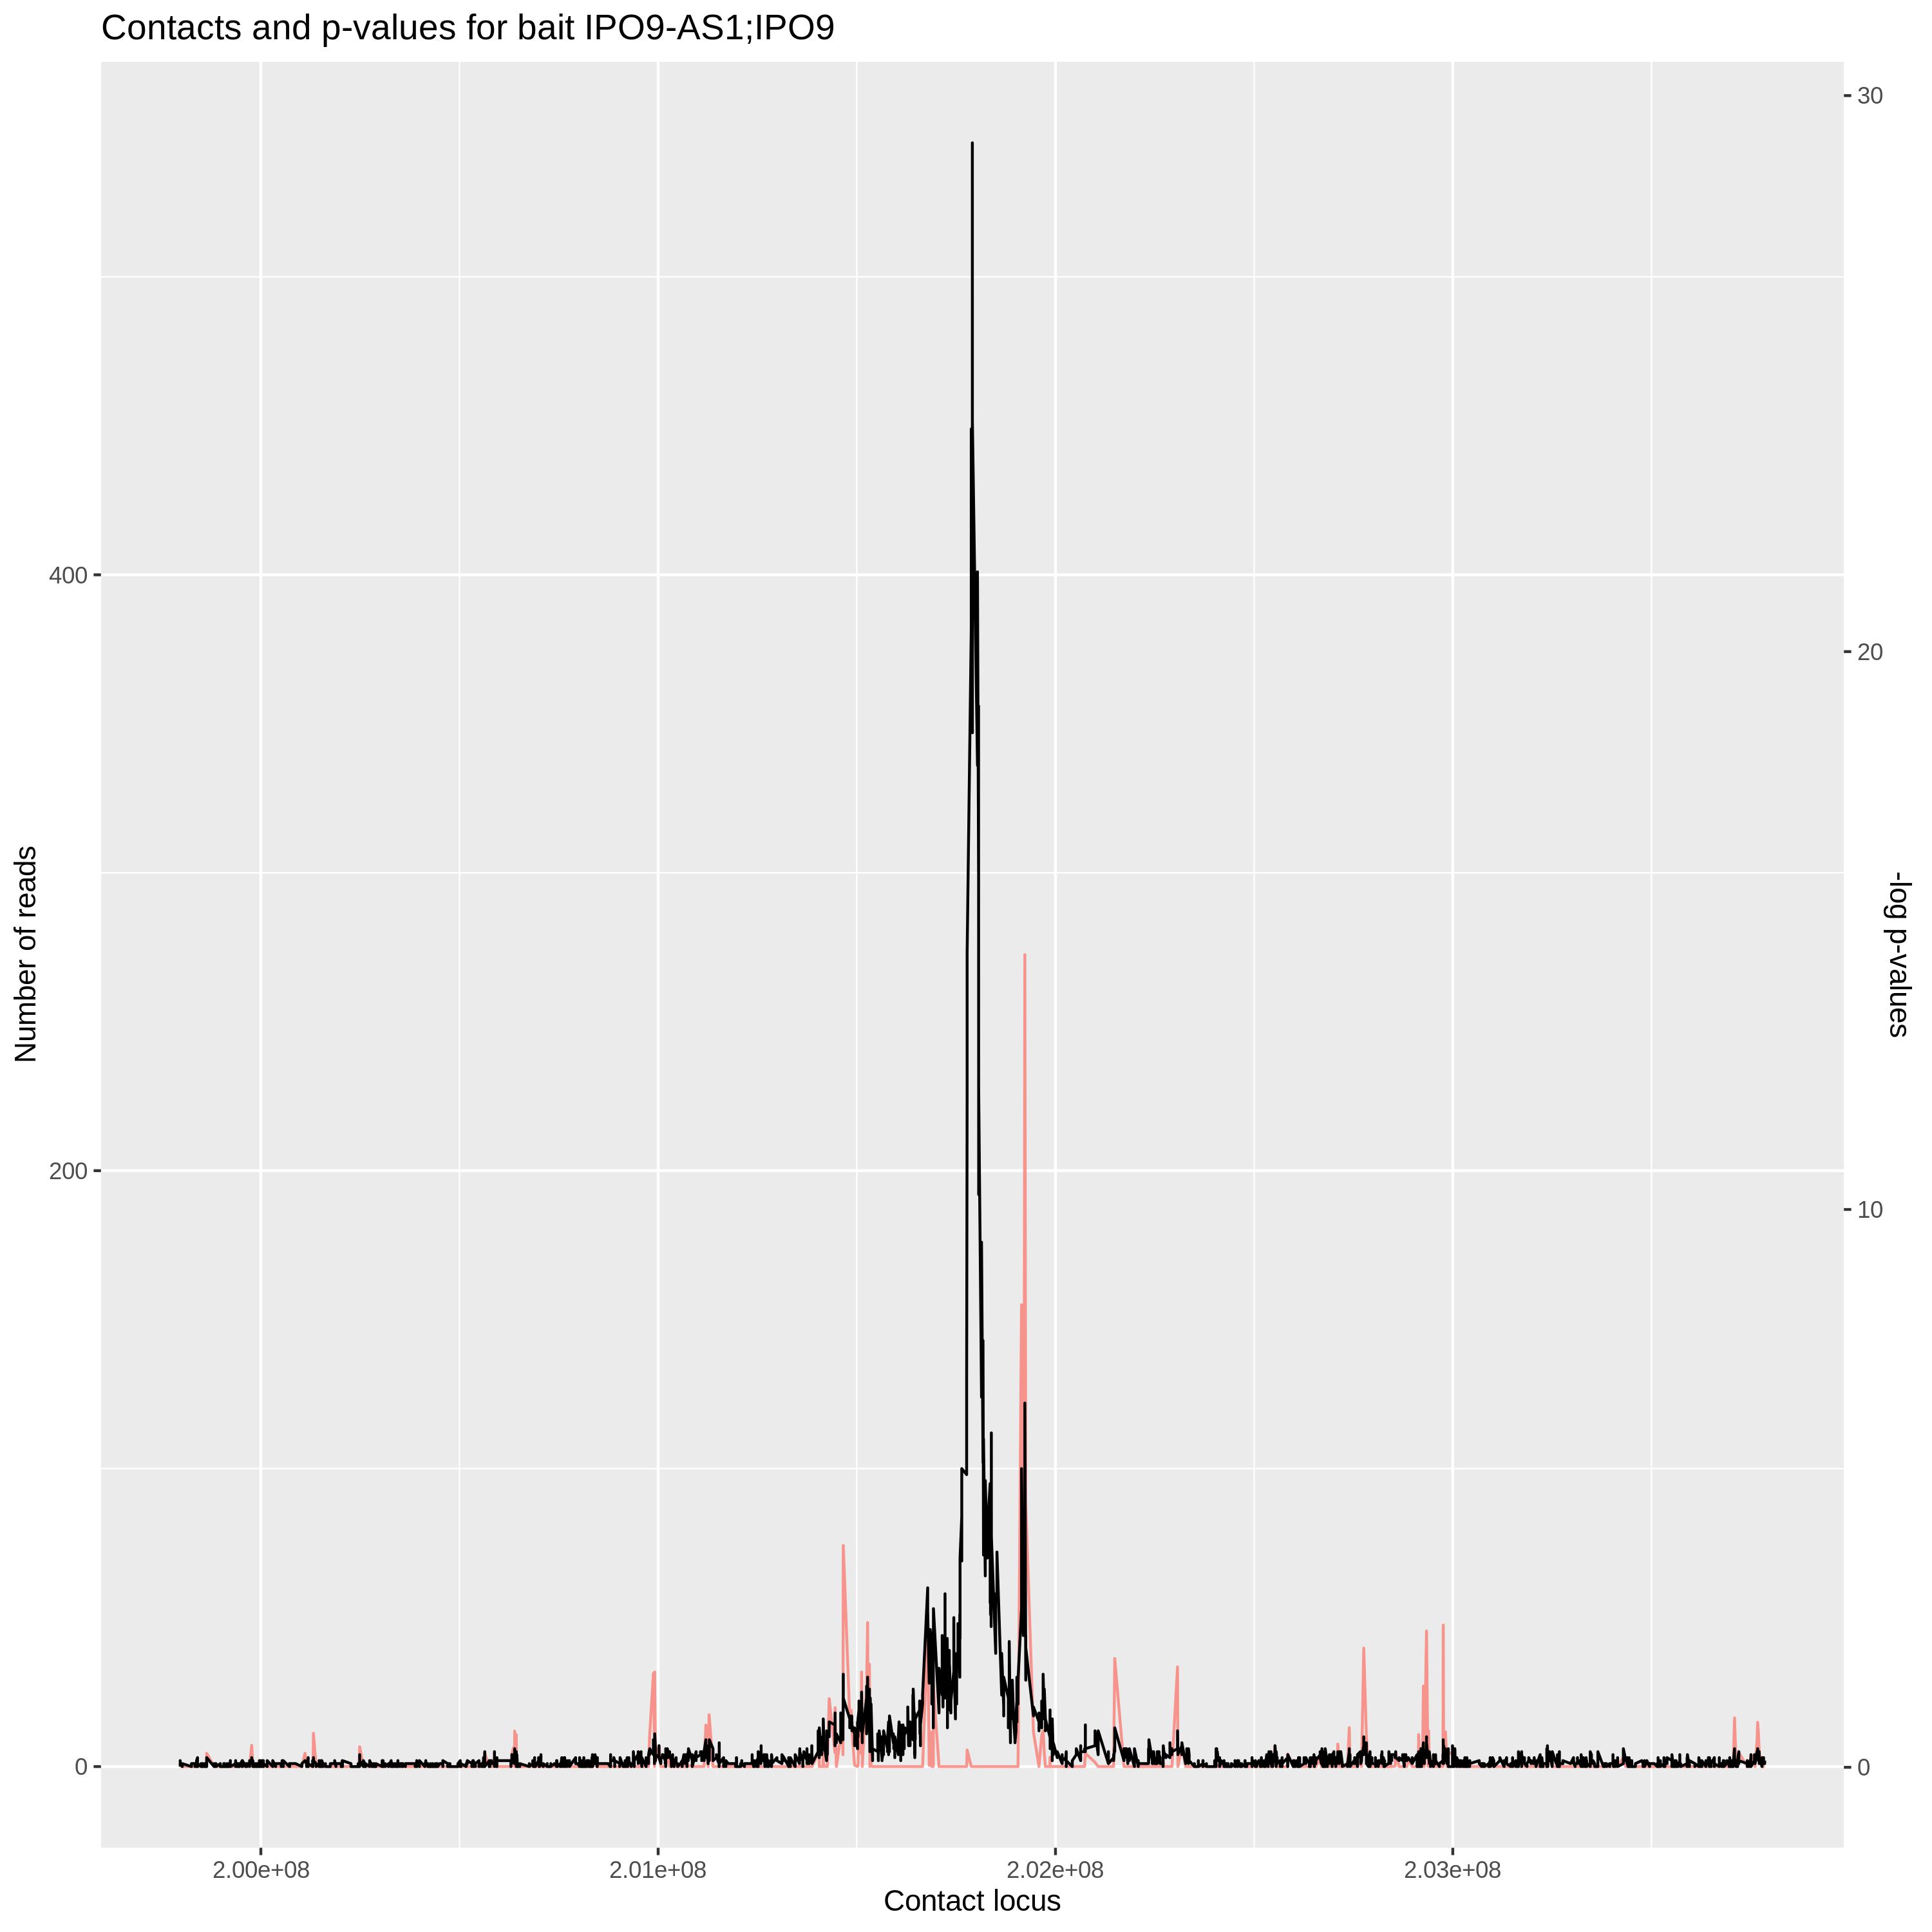 Contacts and p-values for bait IPO9-AS1;IPO9
30
400
20
Number of reads
-log p-values
200
10
0
0
2.00e+08
2.01e+08
2.02e+08
2.03e+08
Contact locus